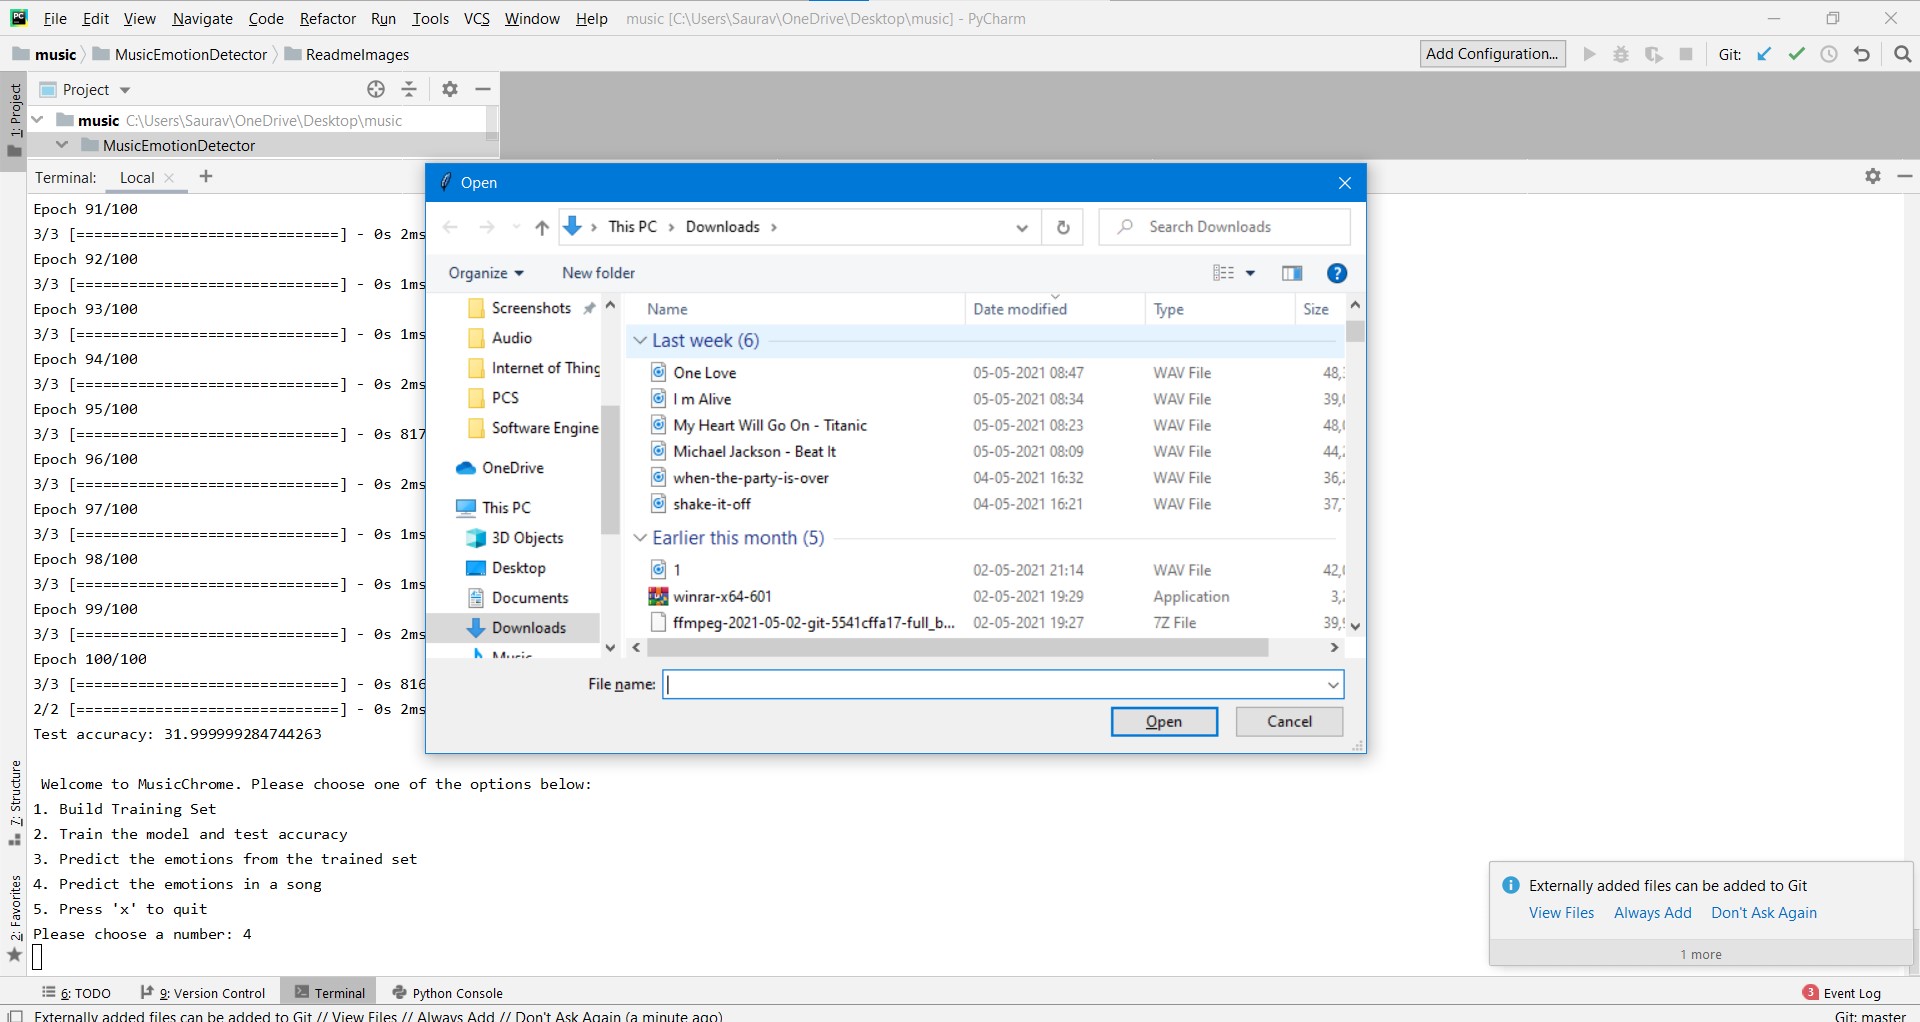 PC File Edit View Navigate Code Refactor Run Tools VCS Window Help music [C:\Users\Saurav\OneDrive\Desktop\music] - PyCharm
music MusicEmotionDetector ReadmeImages Add Configuration... Git:
1: Project
Project
music C:\Users\Saurav\OneDrive\Desktop\music
MusicEmotionDetector
Terminal: Local × +
Epoch 91/100
3/3 [==============================] - 0s 2ms
Epoch 92/100
3/3 [==============================] - 0s 1ms
Epoch 93/100
3/3 [==============================] - 0s 1ms
Epoch 94/100
3/3 [==============================] - 0s 2ms
Epoch 95/100
3/3 [==============================] - 0s 817
Epoch 96/100
3/3 [==============================] - 0s 2ms
Epoch 97/100
3/3 [==============================] - 0s 1ms
Epoch 98/100
3/3 [==============================] - 0s 1ms
Epoch 99/100
3/3 [==============================] - 0s 2ms
Epoch 100/100
3/3 [==============================] - 0s 816
2/2 [==============================] - 0s 2ms
Test accuracy: 31.999999284744263
Open
This PC > Downloads >
Search Downloads
Organize New folder
Screenshots
Audio
Internet of Thing
PCS
Software Engine
OneDrive
This PC
3D Objects
Desktop
Documents
Downloads
Music
Name Date modified Type Size
Last week (6)
One Love 05-05-2021 08:47 WAV File 48,
I m Alive 05-05-2021 08:34 WAV File 39,
My Heart Will Go On - Titanic 05-05-2021 08:23 WAV File 48,
Michael Jackson - Beat It 05-05-2021 08:09 WAV File 44,
when-the-party-is-over 04-05-2021 16:32 WAV File 36,
shake-it-off 04-05-2021 16:21 WAV File 37,
Earlier this month (5)
1 02-05-2021 21:14 WAV File 42,
winrar-x64-601 02-05-2021 19:29 Application 3,
ffmpeg-2021-05-02-git-5541cffa17-full_b... 02-05-2021 19:27 7Z File 39,
File name:
Open Cancel
Welcome to MusicChrome. Please choose one of the options below:
1. Build Training Set
2. Train the model and test accuracy
3. Predict the emotions from the trained set
4. Predict the emotions in a song
5. Press 'x' to quit
Please choose a number: 4
7: Structure
2: Favorites
Externally added files can be added to Git
View Files Always Add Don't Ask Again
1 more
6: TODO 9: Version Control Terminal Python Console 3 Event Log
Externally added files can be added to Git // View Files // Always Add // Don't Ask Again (a minute ago) Git: master